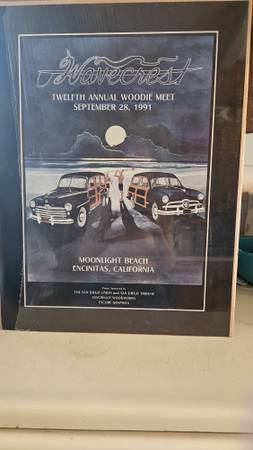 Wavecrest
TWELFTH ANNUAL WOODIE MEET
SEPTEMBER 28, 1991
MOONLIGHT BEACH
ENCINITAS, CALIFORNIA